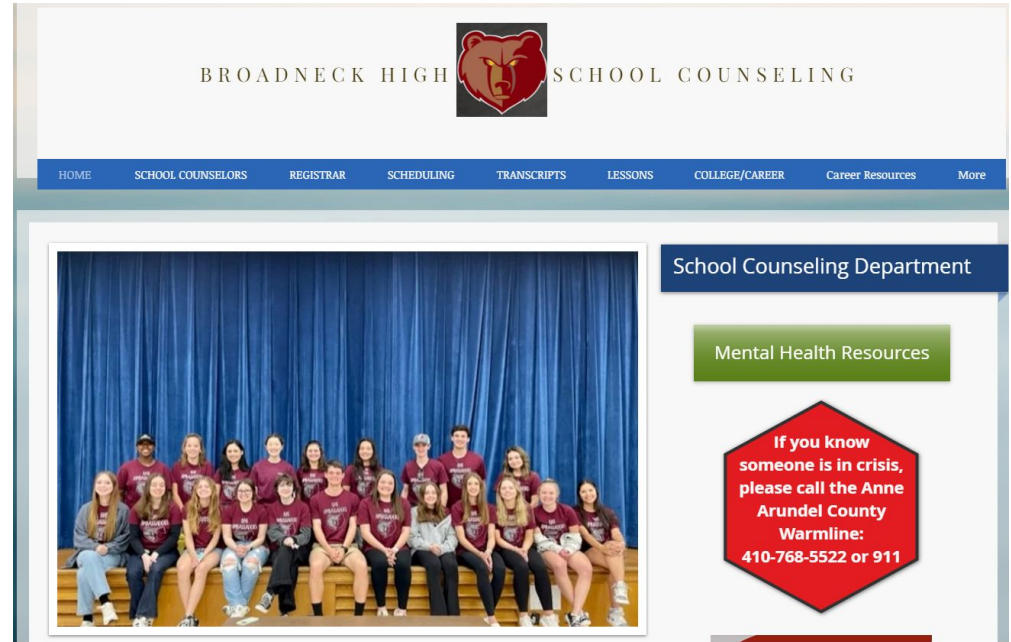 BROADNECK HIGH SCHOOL COUNSELING
HOME SCHOOL COUNSELORS REGISTRAR SCHEDULING TRANSCRIPTS LESSONS COLLEGE/CAREER Career Resources More
School Counseling Department
Mental Health Resources
If you know
someone is in crisis,
please call the Anne
Arundel County
Warmline:
410-768-5522 or 911